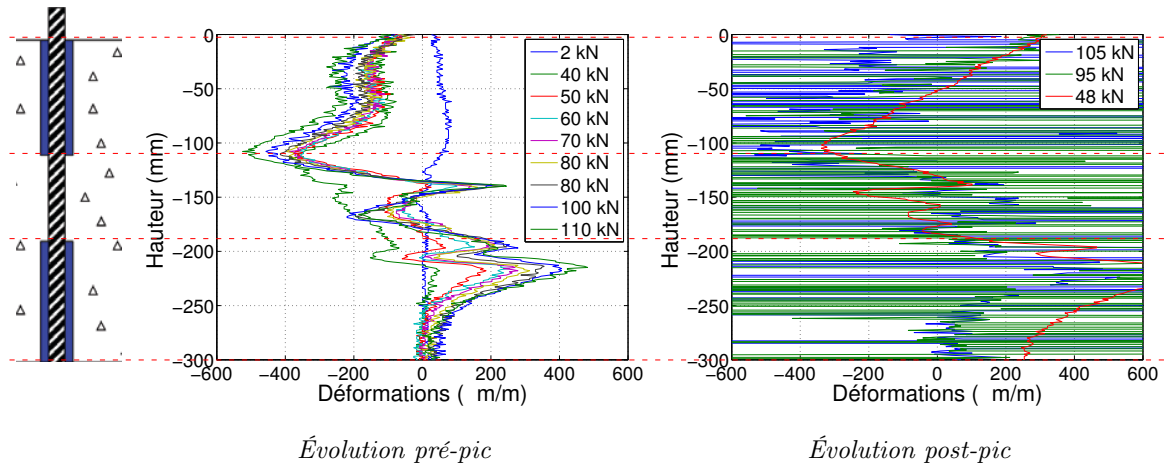 0
−50
−100
−150
−200
−250
−300
−600
−400
−200
0
200
400
600
Hauteur (mm)
Déformations ( m/m)
2 kN
40 kN
50 kN
60 kN
70 kN
80 kN
80 kN
100 kN
110 kN
Évolution pré-pic
0
−50
−100
−150
−200
−250
−300
−600
−400
−200
0
200
400
600
Hauteur (mm)
Déformations ( m/m)
105 kN
95 kN
48 kN
Évolution post-pic